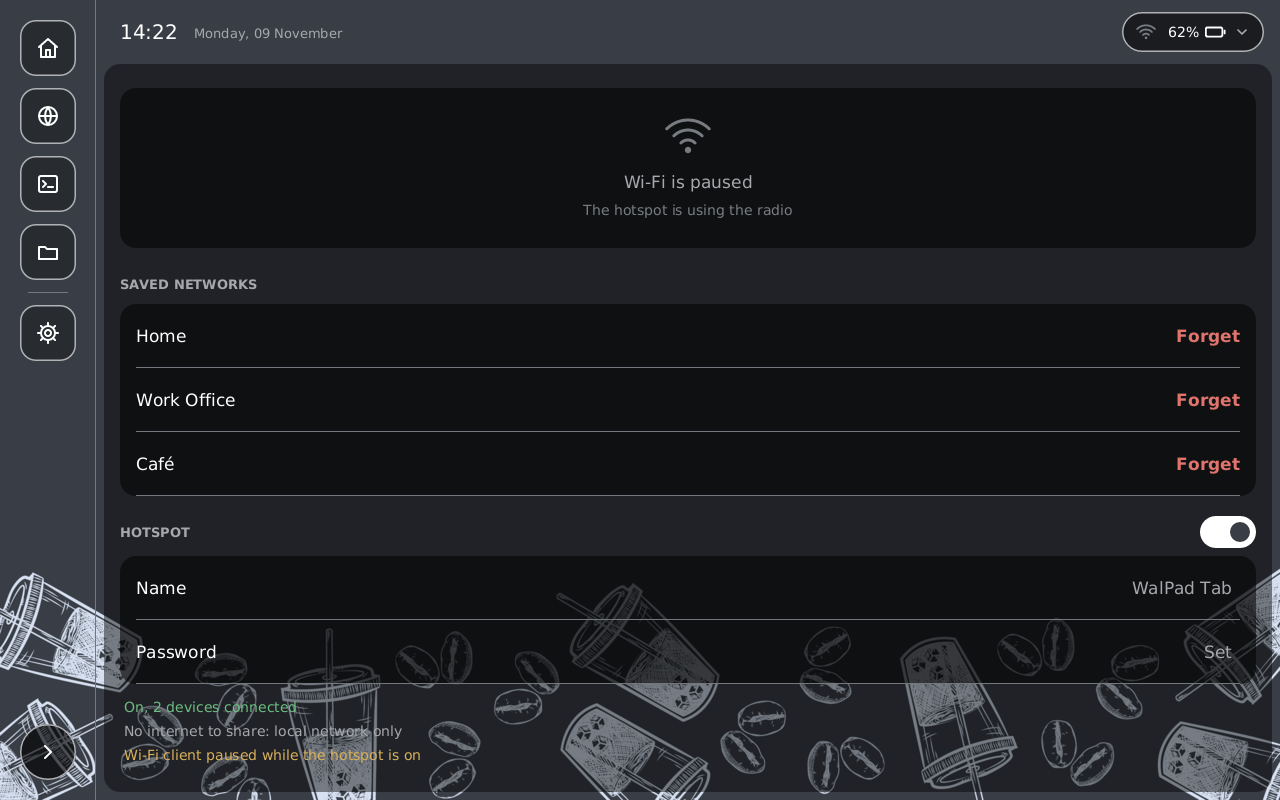 14:22 Monday, 09 November 62%
Wi-Fi is paused
The hotspot is using the radio
SAVED NETWORKS
Home Forget
Work Office Forget
Café Forget
HOTSPOT
Name WalPad Tab
Password Set
On, 2 devices connected
No internet to share: local network only
Wi-Fi client paused while the hotspot is on